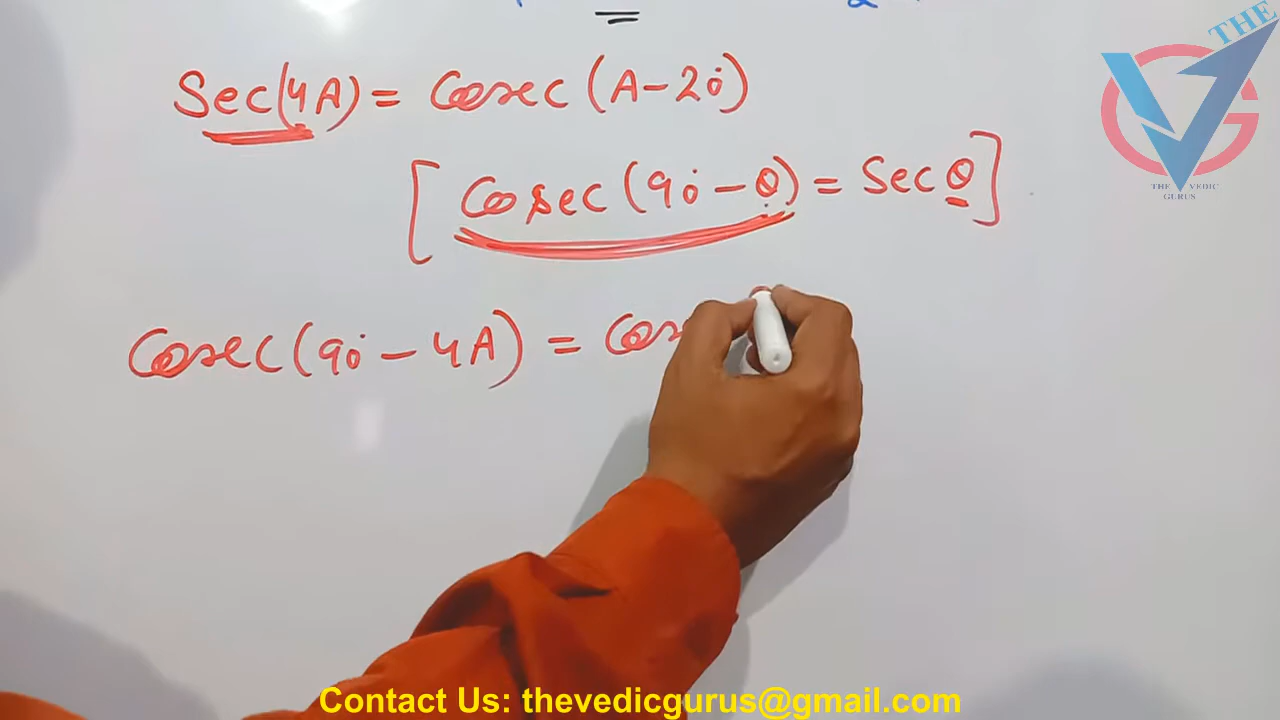 Sec(4A) = Cosec (A-20°)
[Cosec (90° - θ) = Sec θ]
Cosec (90° - 4A) = Cos
THE
THE VEDIC
GURUS
Contact Us: thevedicgurus@gmail.com